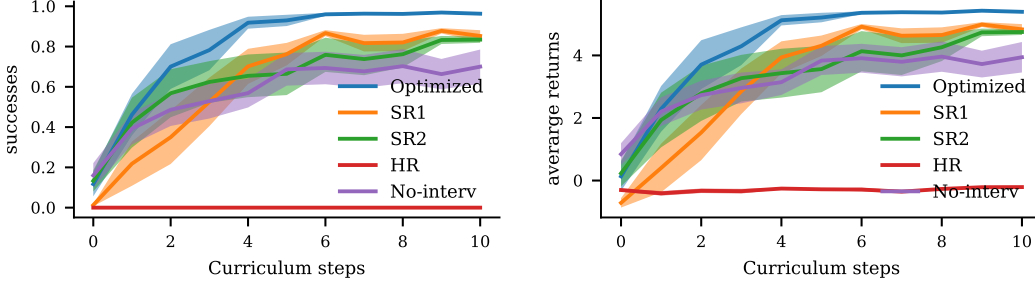 1.0
0.8
0.6
0.4
0.2
0.0
successes
0 2 4 6 8 10
Curriculum steps
Optimized
SR1
SR2
HR
No-interv
4
2
0
averarge returns
0 2 4 6 8 10
Curriculum steps
Optimized
SR1
SR2
HR
No-interv